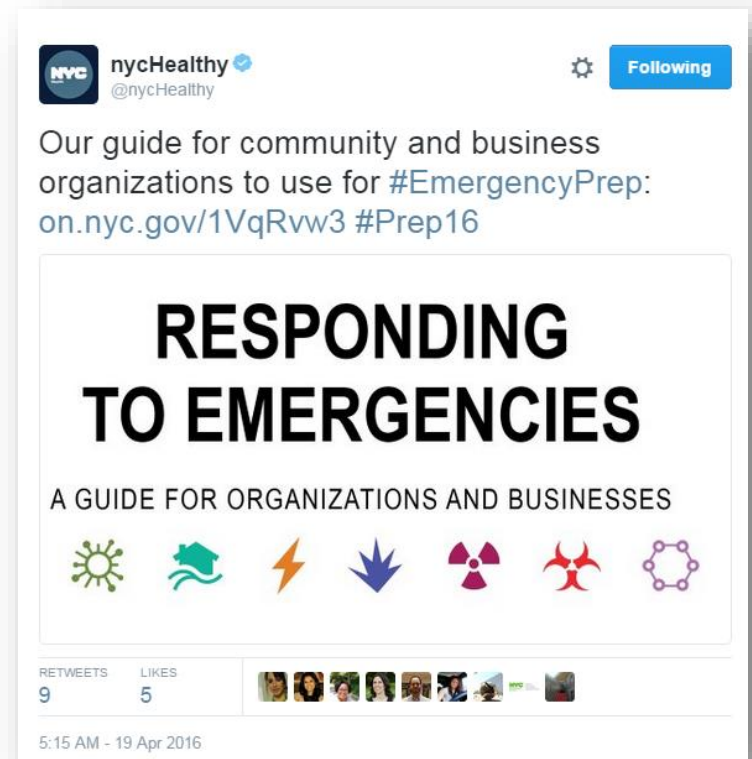 NYC
nycHealthy
@nycHealthy
Following
Our guide for community and business
organizations to use for #EmergencyPrep:
on.nyc.gov/1VqRvw3 #Prep16
RESPONDING
TO EMERGENCIES
A GUIDE FOR ORGANIZATIONS AND BUSINESSES
RETWEETS LIKES
9 5
5:15 AM - 19 Apr 2016